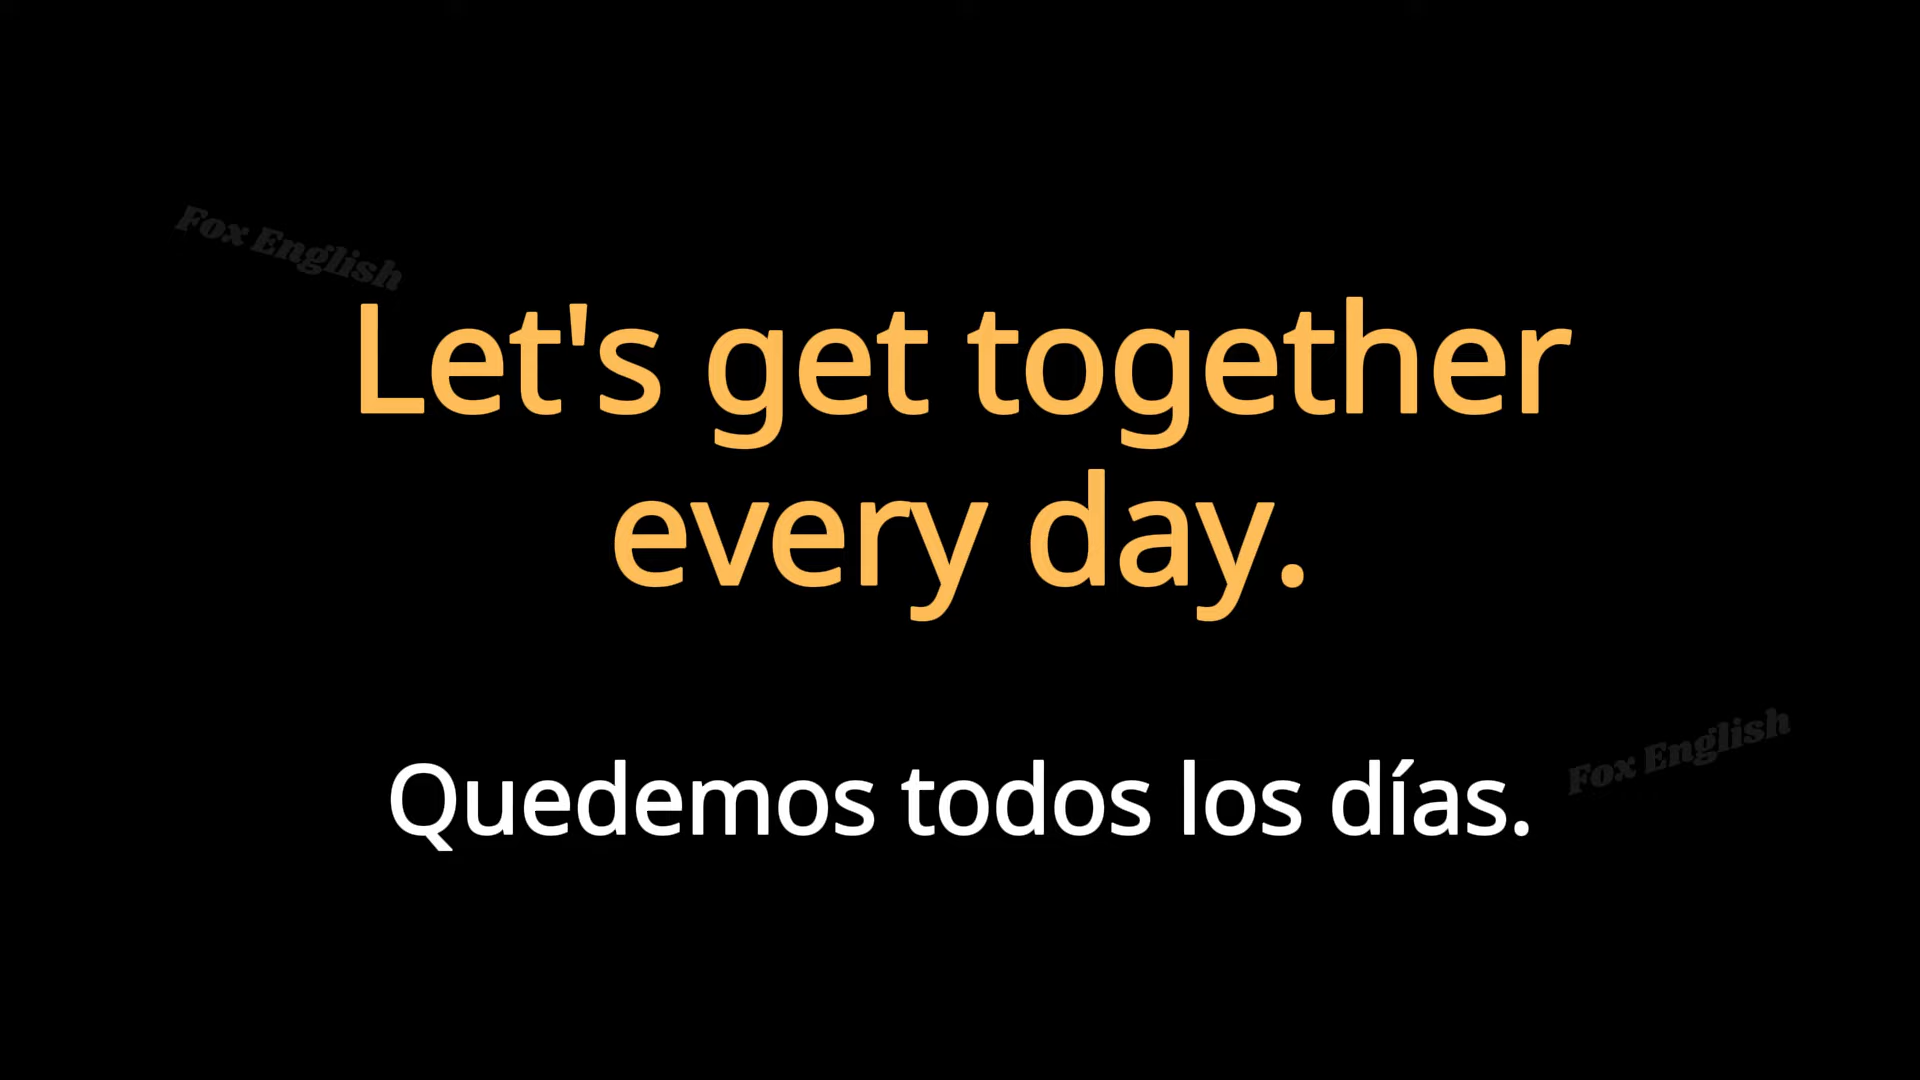 Fox English
Let's get together
every day.
Fox English
Quedemos todos los días.